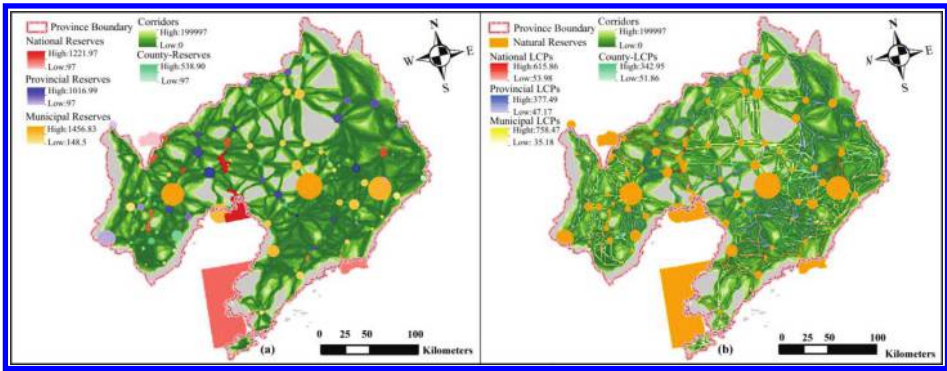 Province Boundary
National Reserves
High:1221.97
Low:97
Provincial Reserves
High:1016.99
Low:97
Municipal Reserves
High:1456.83
Low:148.5
Corridors
High:199997
Low:0
County-Reserves
High:538.90
Low:97
N
W
E
S
0 25 50 100
Kilometers
(a)
Province Boundary
Natural Reserves
National LCPs
High:615.86
Low:53.98
Provincial LCPs
High:377.49
Low:47.17
Municipal LCPs
Hight:758.47
Low: 35.18
Corridors
High:199997
Low:0
County-LCPs
High:342.95
Low:51.86
N
E
S
0 25 50 100
Kilometers
(b)